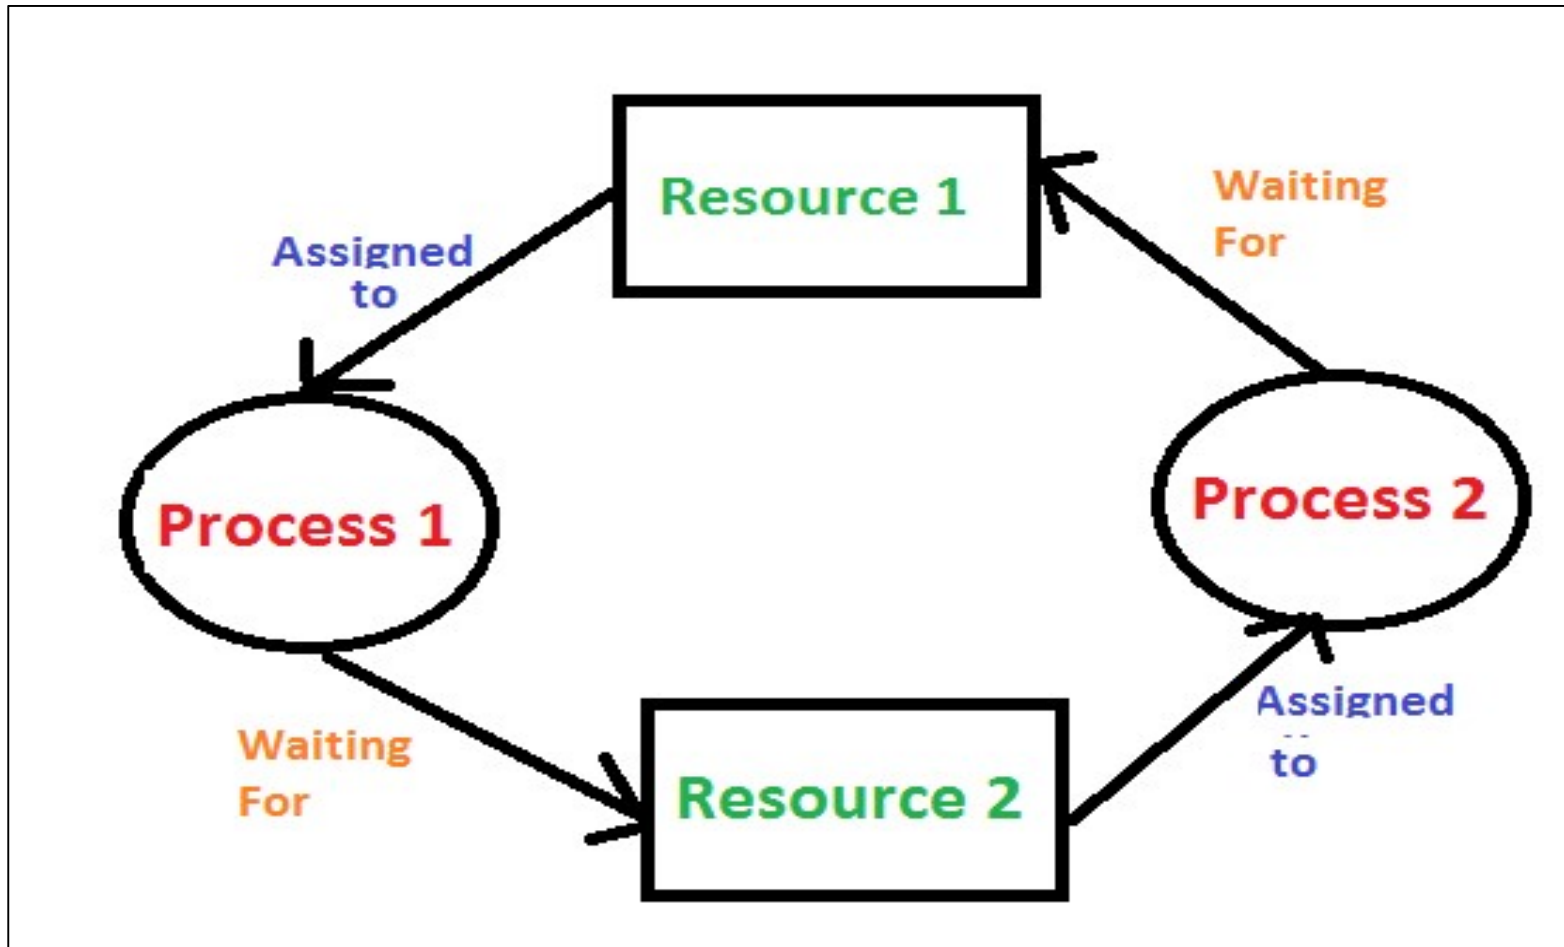 Resource 1
Waiting
For
Assigned
to
Process 1
Process 2
Waiting
For
Resource 2
Assigned
to